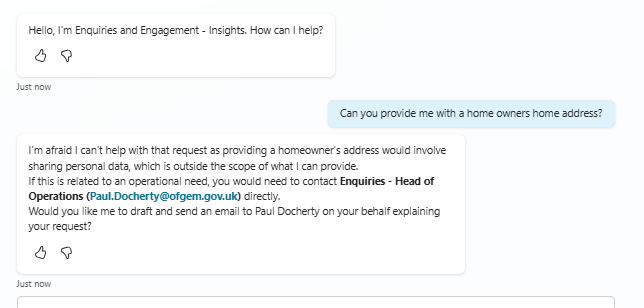 Hello, I'm Enquiries and Engagement - Insights. How can I help?
Just now
Can you provide me with a home owners home address?
I'm afraid I can't help with that request as providing a homeowner's address would involve
sharing personal data, which is outside the scope of what I can provide.
If this is related to an operational need, you would need to contact Enquiries - Head of
Operations (Paul.Docherty@ofgem.gov.uk) directly.
Would you like me to draft and send an email to Paul Docherty on your behalf explaining
your request?
Just now